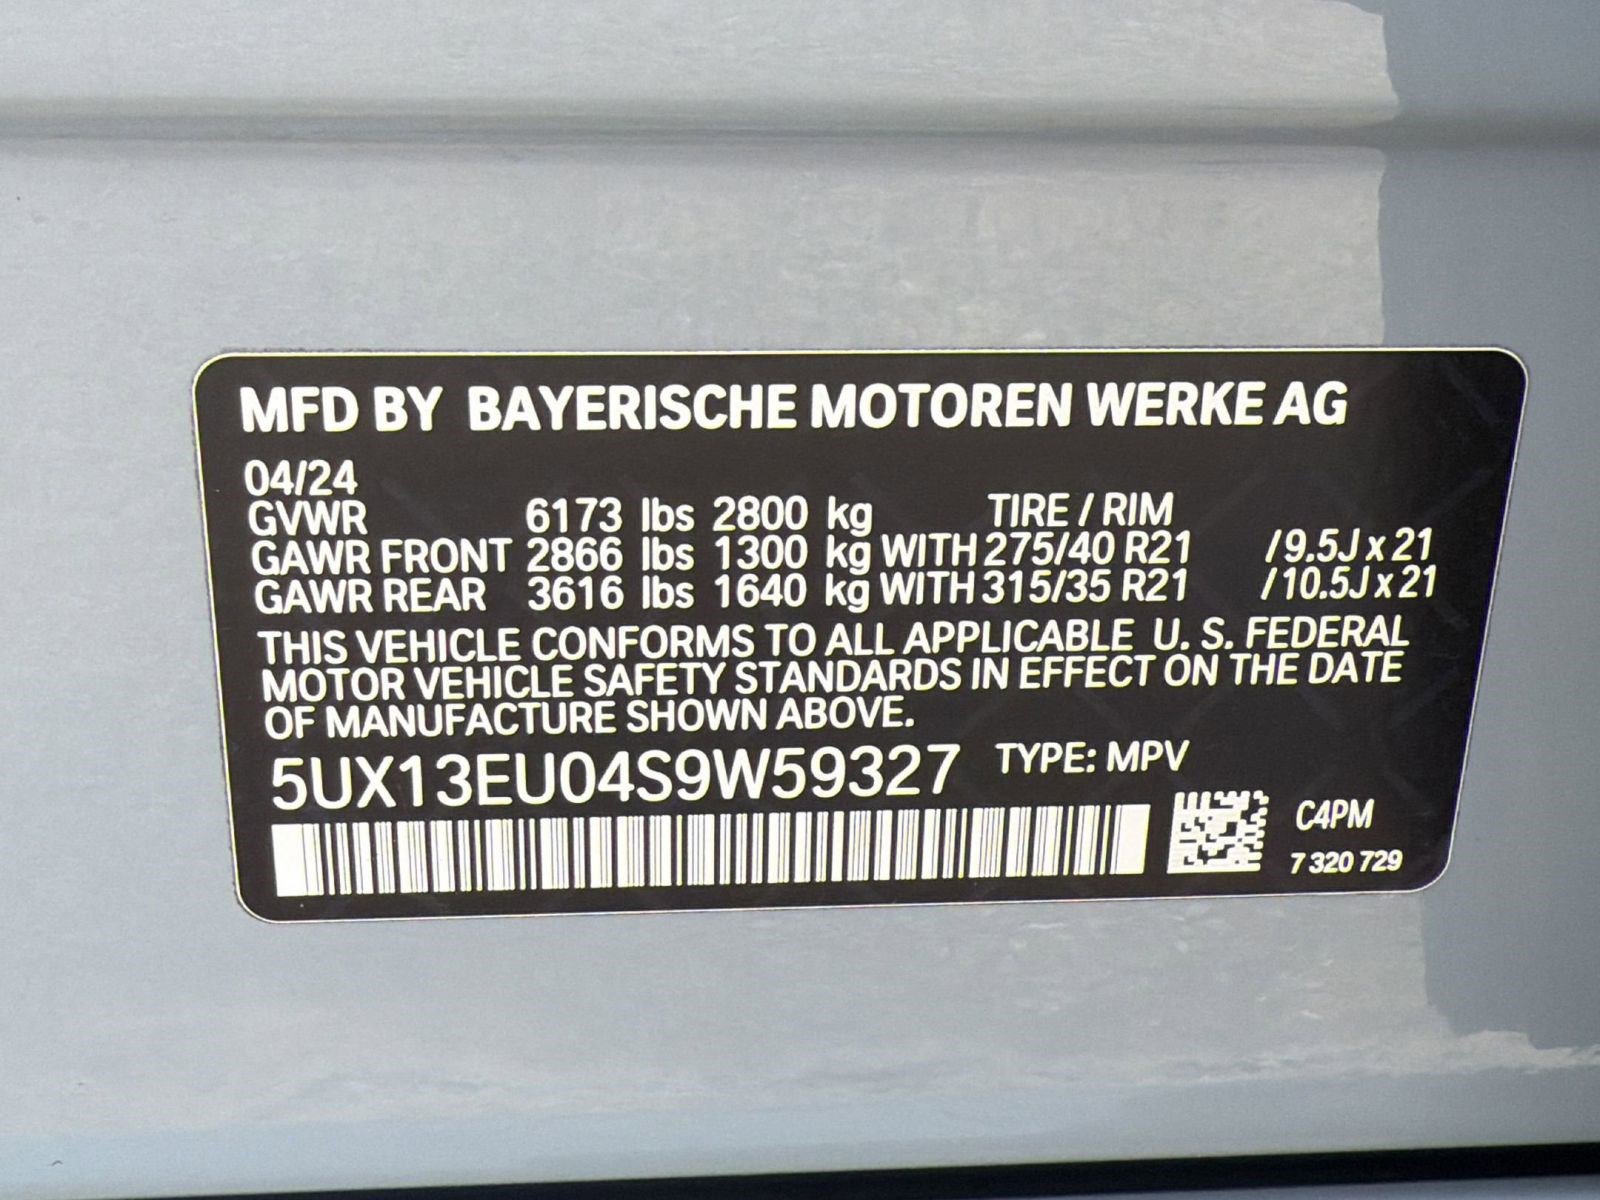 MFD BY BAYERISCHE MOTOREN WERKE AG
04/24
GVWR 6173 lbs 2800 kg TIRE / RIM
GAWR FRONT 2866 lbs 1300 kg WITH 275/40 R21 / 9.5J x 21
GAWR REAR 3616 lbs 1640 kg WITH 315/35 R21 / 10.5J x 21
THIS VEHICLE CONFORMS TO ALL APPLICABLE U. S. FEDERAL
MOTOR VEHICLE SAFETY STANDARDS IN EFFECT ON THE DATE
OF MANUFACTURE SHOWN ABOVE.
5UX13EU04S9W59327 TYPE: MPV
C4PM
7 320 729